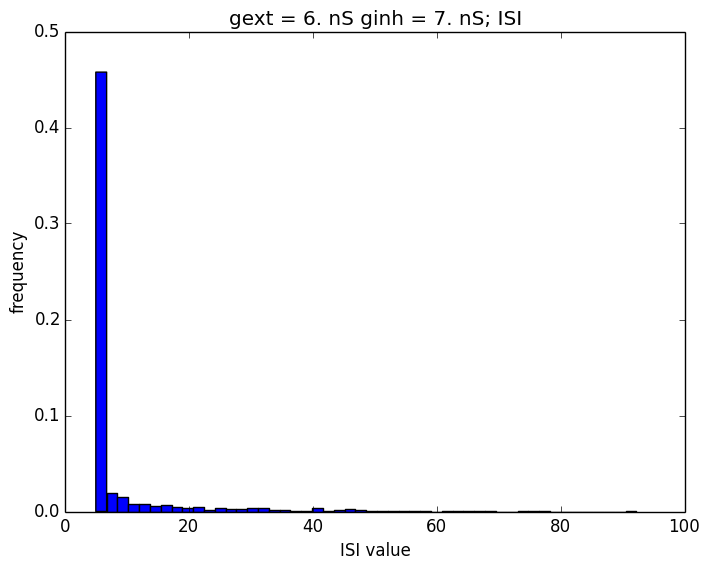 gext = 6. nS ginh = 7. nS; ISI
0.5
0.4
0.3
0.2
0.1
0.0
frequency
0 20 40 60 80 100
ISI value